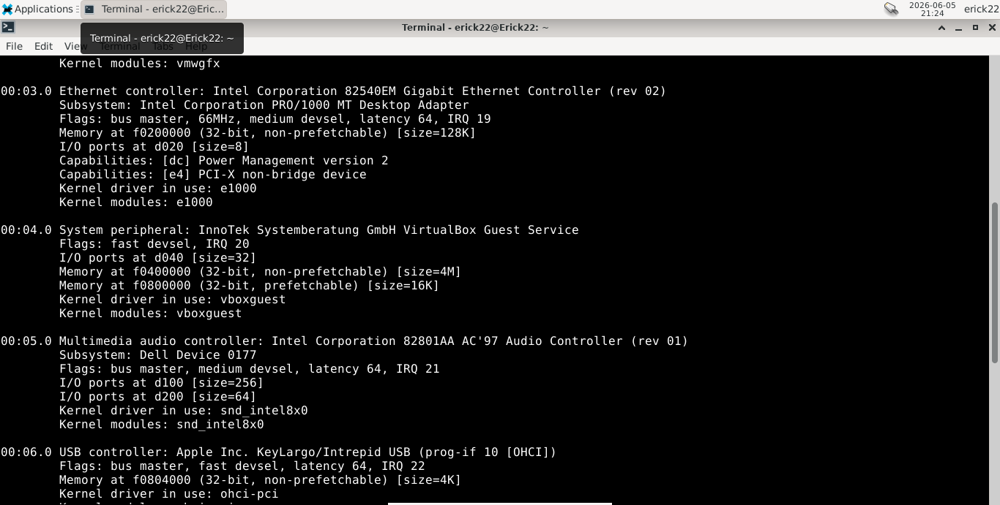 Applications
Terminal - erick22@Eric...
2026-06-05
21:24
erick22
Terminal - erick22@Erick22: ~
Terminal - erick22@Erick22: ~
File Edit View Terminal Tabs Help
Kernel modules: vmwgfx
00:03.0 Ethernet controller: Intel Corporation 82540EM Gigabit Ethernet Controller (rev 02)
Subsystem: Intel Corporation PRO/1000 MT Desktop Adapter
Flags: bus master, 66MHz, medium devsel, latency 64, IRQ 19
Memory at f0200000 (32-bit, non-prefetchable) [size=128K]
I/O ports at d020 [size=8]
Capabilities: [dc] Power Management version 2
Capabilities: [e4] PCI-X non-bridge device
Kernel driver in use: e1000
Kernel modules: e1000
00:04.0 System peripheral: InnoTek Systemberatung GmbH VirtualBox Guest Service
Flags: fast devsel, IRQ 20
I/O ports at d040 [size=32]
Memory at f0400000 (32-bit, non-prefetchable) [size=4M]
Memory at f0800000 (32-bit, prefetchable) [size=16K]
Kernel driver in use: vboxguest
Kernel modules: vboxguest
00:05.0 Multimedia audio controller: Intel Corporation 82801AA AC'97 Audio Controller (rev 01)
Subsystem: Dell Device 0177
Flags: bus master, medium devsel, latency 64, IRQ 21
I/O ports at d100 [size=256]
I/O ports at d200 [size=64]
Kernel driver in use: snd_intel8x0
Kernel modules: snd_intel8x0
00:06.0 USB controller: Apple Inc. KeyLargo/Intrepid USB (prog-if 10 [OHCI])
Flags: bus master, fast devsel, latency 64, IRQ 22
Memory at f0804000 (32-bit, non-prefetchable) [size=4K]
Kernel driver in use: ohci-pci